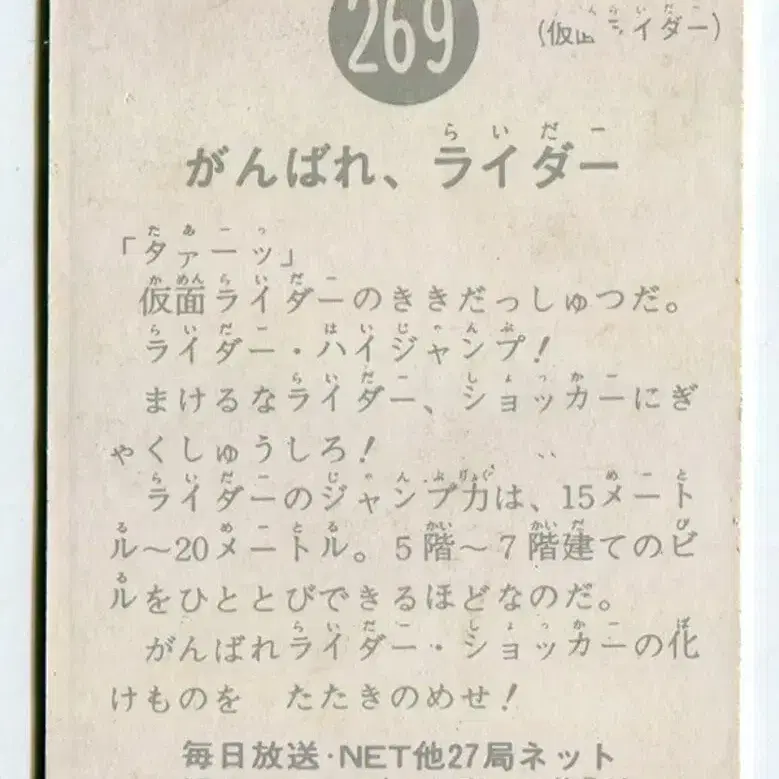 269
(仮面ライダー)
がんばれ、ライダー
「タァーッ」
仮面ライダーのききだっしゅつだ。
ライダー・ハイジャンプ!
まけるなライダー、ショッカーにぎ
ゃくしゅうしろ!
ライダーのジャンプ力は、15メート
ル~20メートル。5階~7階建てのビ
ルをひととびできるほどなのだ。
がんばれライダー・ショッカーの化
けものを たたきのめせ!
毎日放送・NET他27局ネット